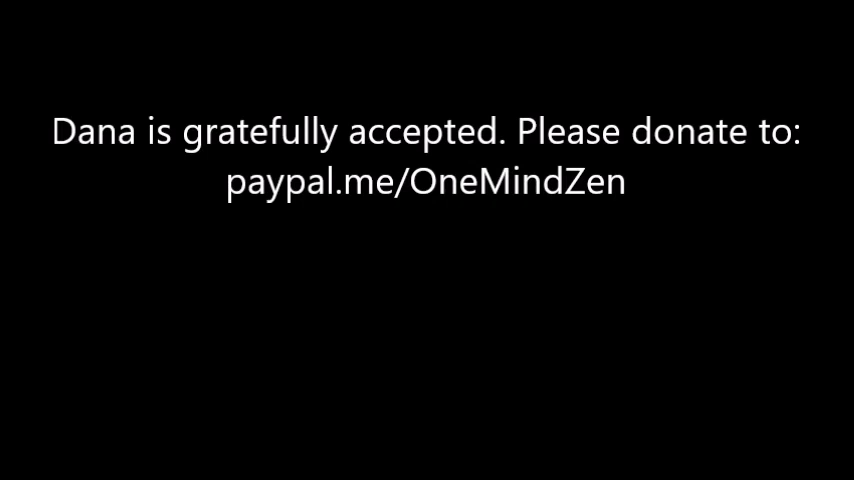 Dana is gratefully accepted. Please donate to:
paypal.me/OneMindZen